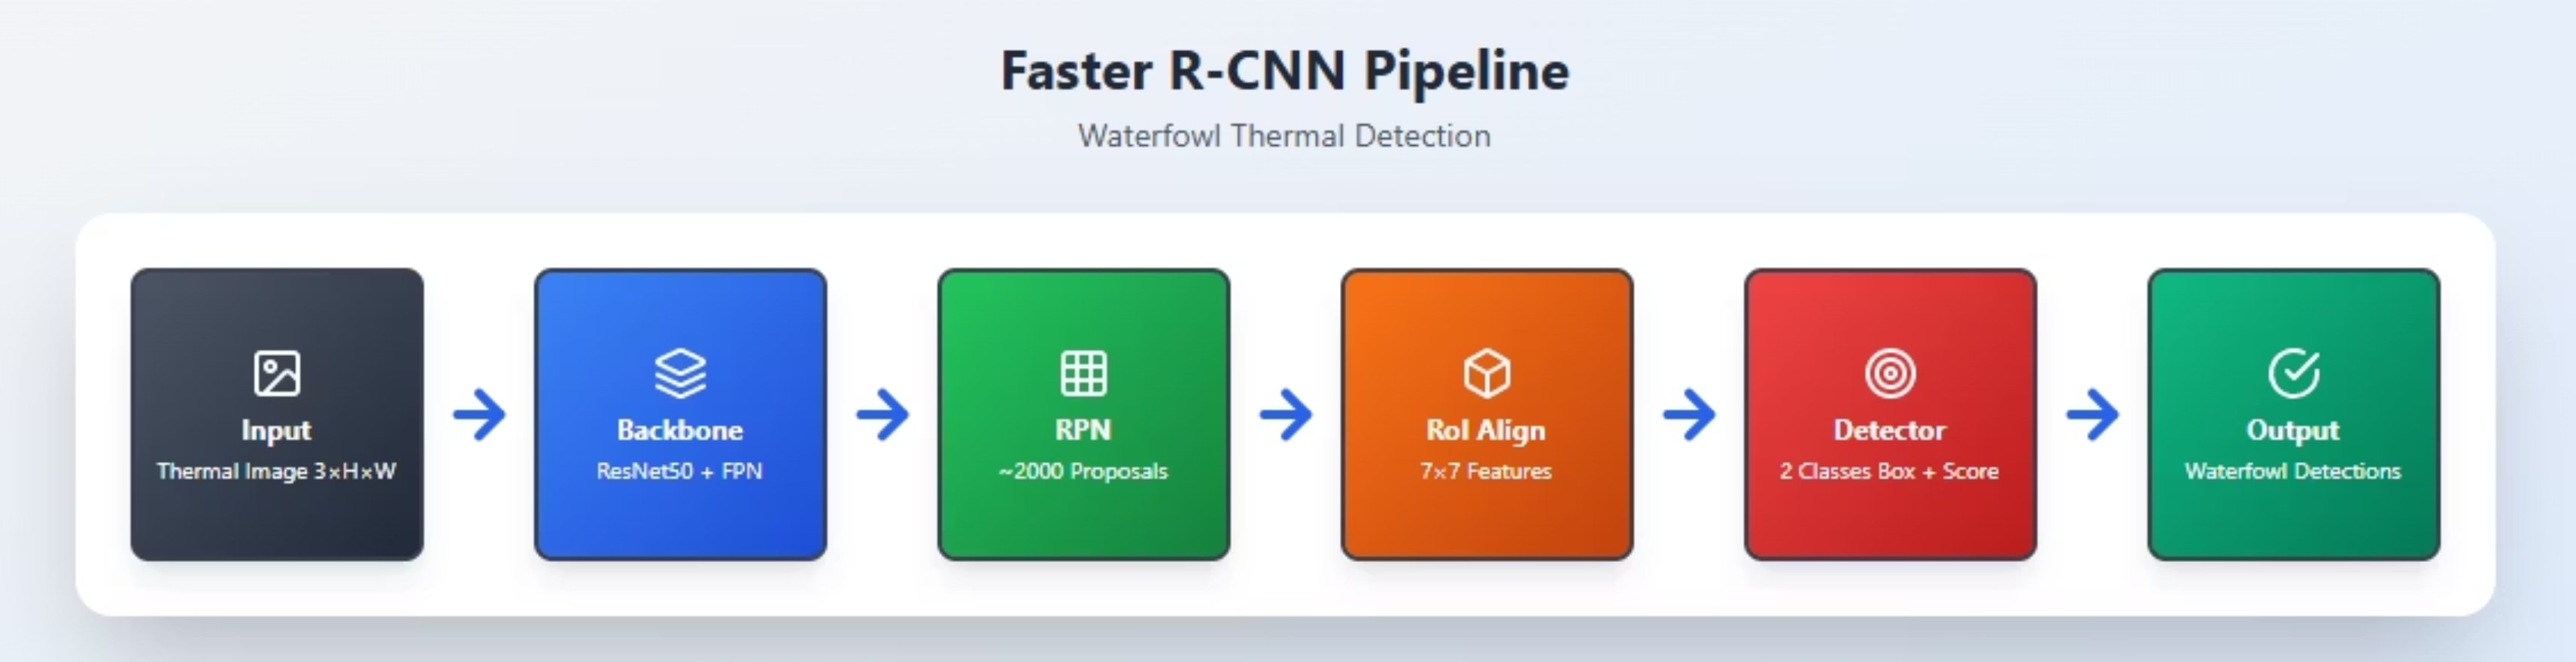 Faster R-CNN Pipeline
Waterfowl Thermal Detection
Input
Thermal Image 3×H×W
Backbone
ResNet50 + FPN
RPN
~2000 Proposals
RoI Align
7×7 Features
Detector
2 Classes Box + Score
Output
Waterfowl Detections